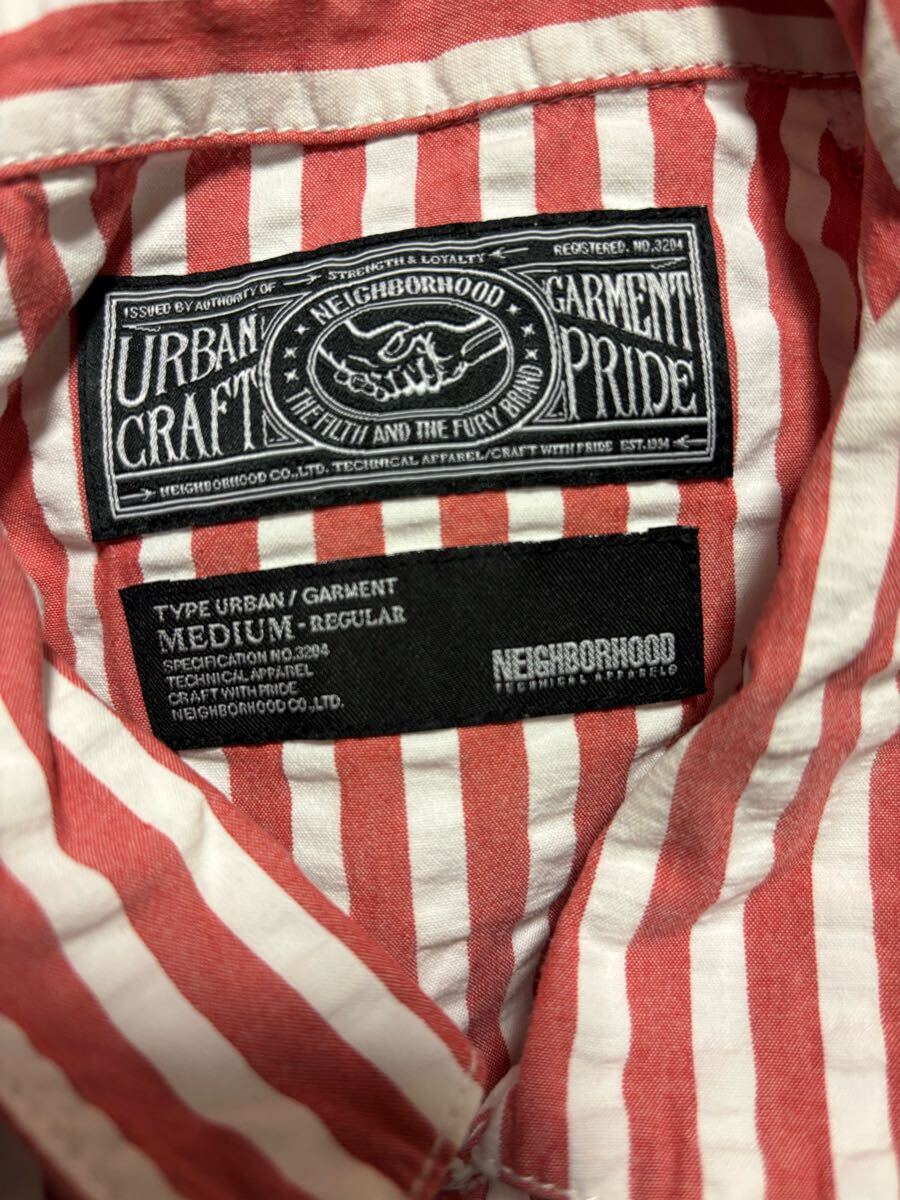 ISSUED BY AUTHORITY OF
STRENGTH & LOYALTY
REGISTERED. NO.3204
URBAN
CRAFT
NEIGHBORHOOD
THE FILTH AND THE FURY BRAND
GARMENT
PRIDE
NEIGHBORHOOD CO.,LTD. TECHNICAL APPAREL/CRAFT WITH PRIDE EST.1994
TYPE URBAN / GARMENT
MEDIUM - REGULAR
SPECIFICATION NO.3204
TECHNICAL APPAREL
CRAFT WITH PRIDE
NEIGHBORHOOD CO.,LTD.
NEIGHBORHOOD
TECHNICAL APPARELS